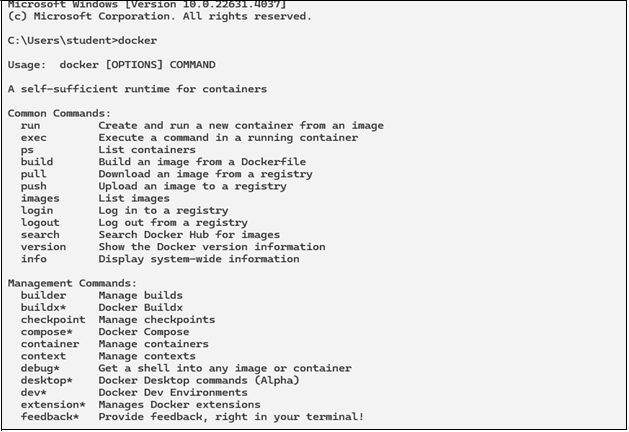 Microsoft Windows [Version 10.0.22631.4037]
(c) Microsoft Corporation. All rights reserved.
C:\Users\student>docker
Usage:  docker [OPTIONS] COMMAND
A self-sufficient runtime for containers
Common Commands:
  run         Create and run a new container from an image
  exec        Execute a command in a running container
  ps          List containers
  build       Build an image from a Dockerfile
  pull        Download an image from a registry
  push        Upload an image to a registry
  images      List images
  login       Log in to a registry
  logout      Log out from a registry
  search      Search Docker Hub for images
  version     Show the Docker version information
  info        Display system-wide information
Management Commands:
  builder     Manage builds
  buildx*     Docker Buildx
  checkpoint  Manage checkpoints
  compose*    Docker Compose
  container   Manage containers
  context     Manage contexts
  debug*      Get a shell into any image or container
  desktop*    Docker Desktop commands (Alpha)
  dev*        Docker Dev Environments
  extension*  Manages Docker extensions
  feedback*   Provide feedback, right in your terminal!